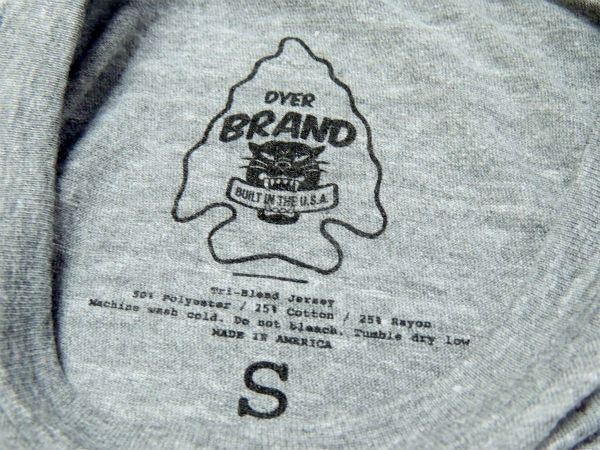 DYER
BRAND
BUILT IN THE U.S.A.
Tri-Blend Jersey
50% Polyester / 25% Cotton / 25% Rayon
Machine wash cold. Do not bleach. Tumble dry low
MADE IN AMERICA
S